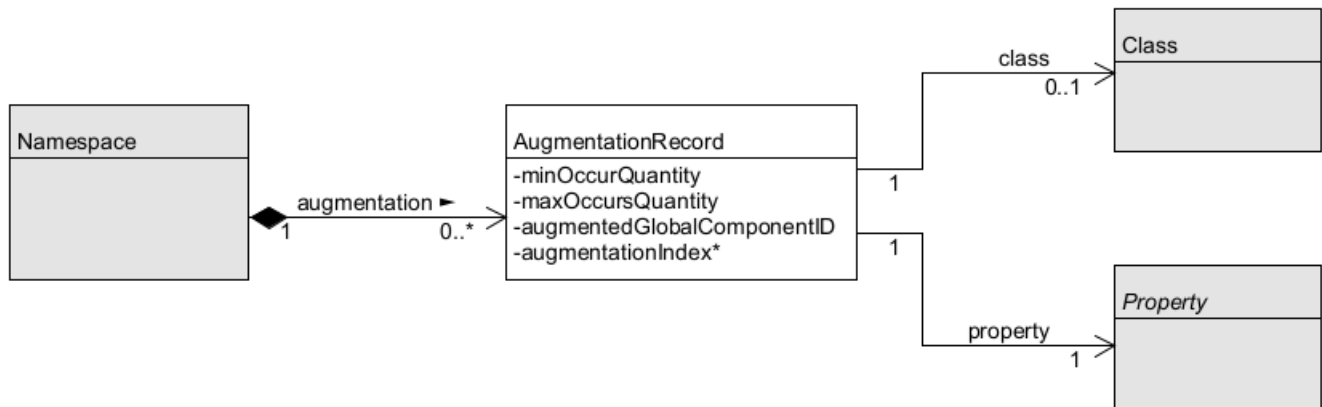 Namespace
augmentation ►
1
0..*
AugmentationRecord
-minOccurQuantity
-maxOccursQuantity
-augmentedGlobalComponentID
-augmentationIndex*
class
0..1
1
Class
1
property
1
Property